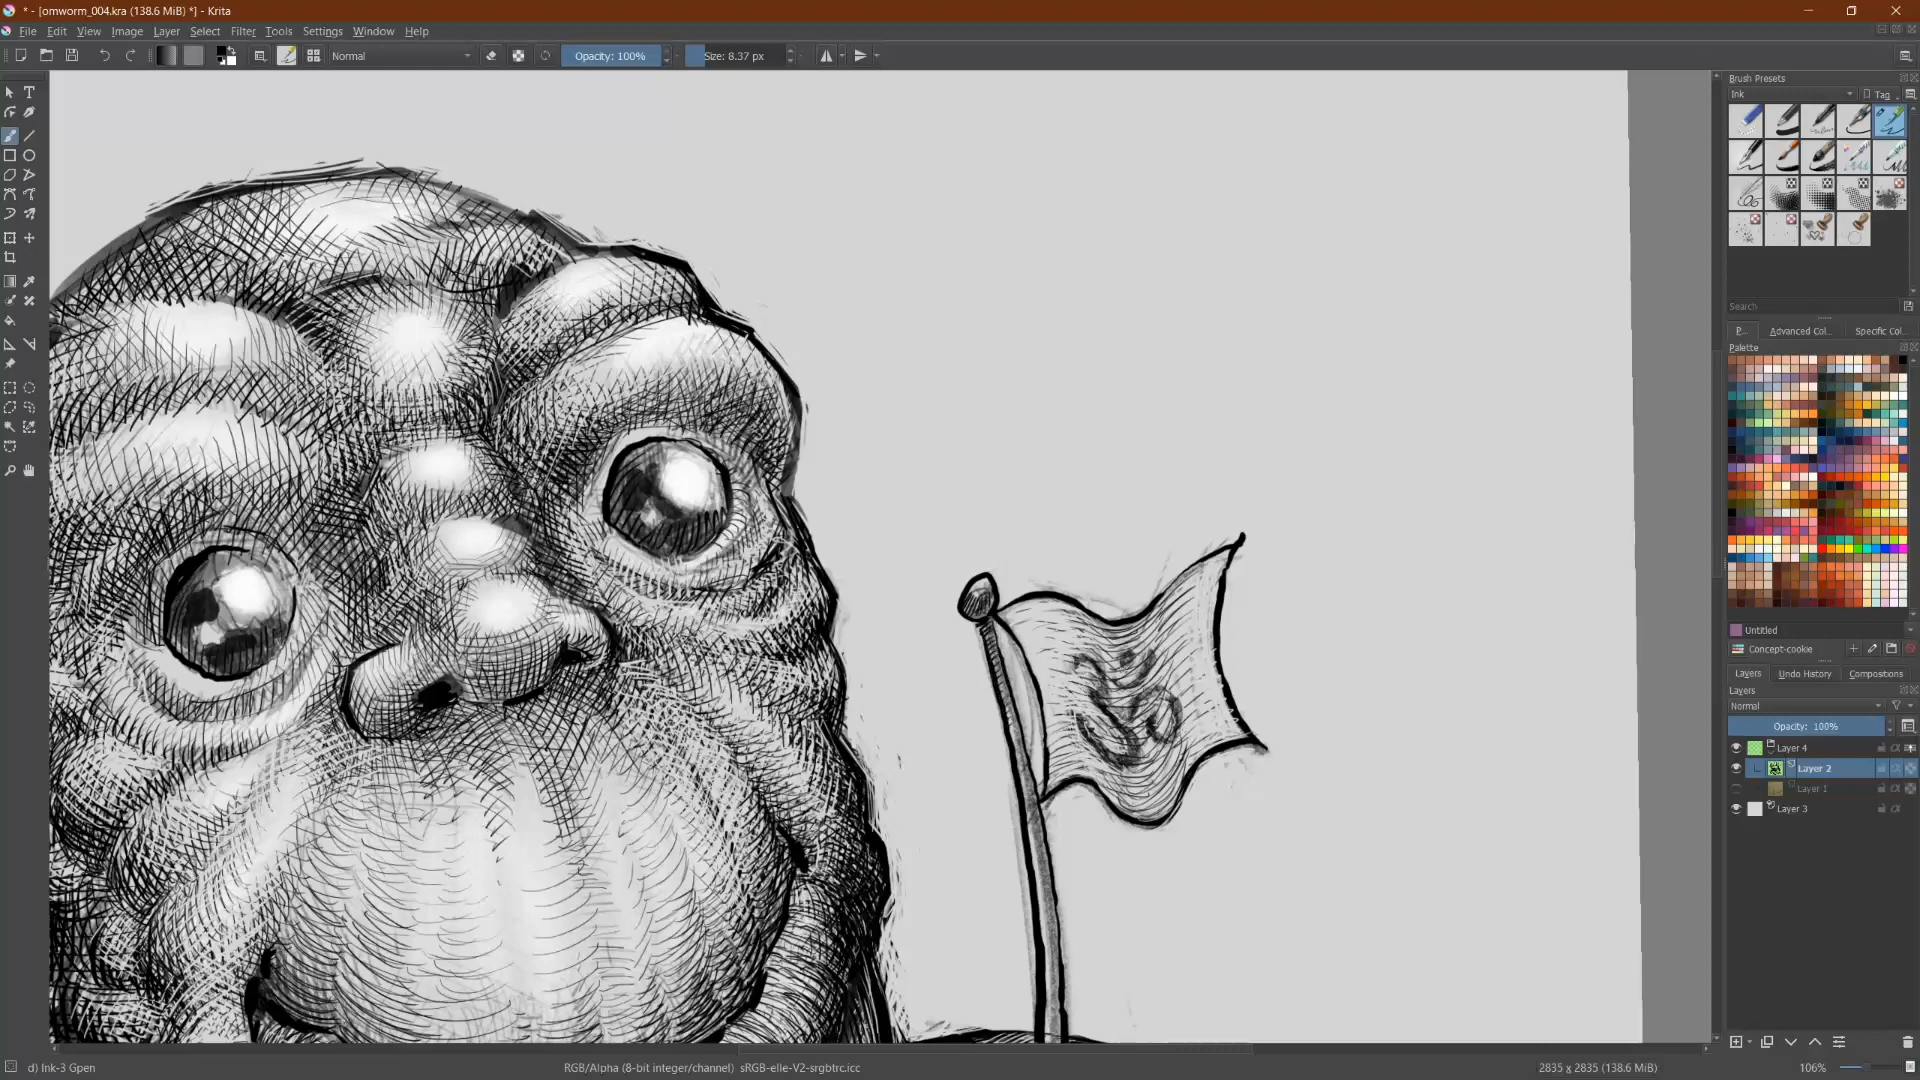 * - [omworm_004.kra (138.6 MiB) *] - Krita
File Edit View Image Layer Select Filter Tools Settings Window Help
Normal
Opacity: 100%
Size: 8.37 px
Brush Presets
Ink
Tag
Search
P...
Advanced Col...
Specific Col...
Palette
Untitled
Concept-cookie
Layers
Undo History
Compositions
Layers
Normal
Opacity: 100%
Layer 4
Layer 2
Layer 1
Layer 3
d) Ink-3 Gpen
RGB/Alpha (8-bit integer/channel) sRGB-elle-V2-srgbtrc.icc
2835 x 2835 (138.6 MiB)
106%